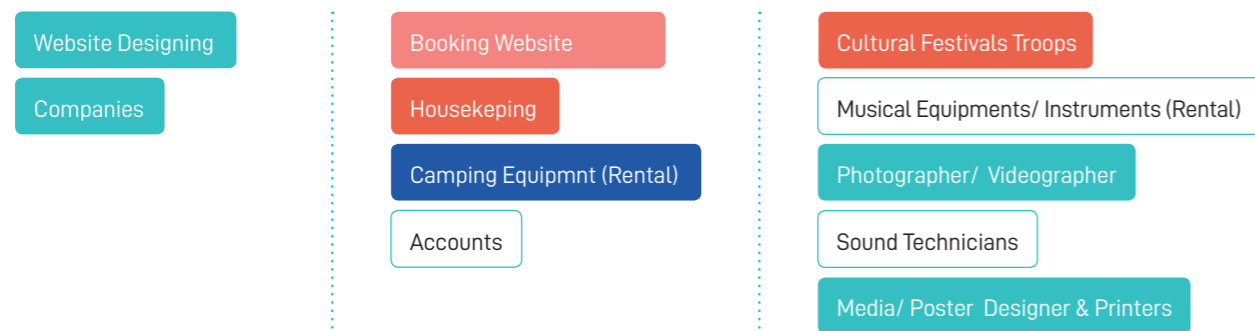 Website Designing
Companies
Booking Website
Housekeping
Camping Equipmnt (Rental)
Accounts
Cultural Festivals Troops
Musical Equipments/ Instruments (Rental)
Photographer/ Videographer
Sound Technicians
Media/ Poster Designer & Printers